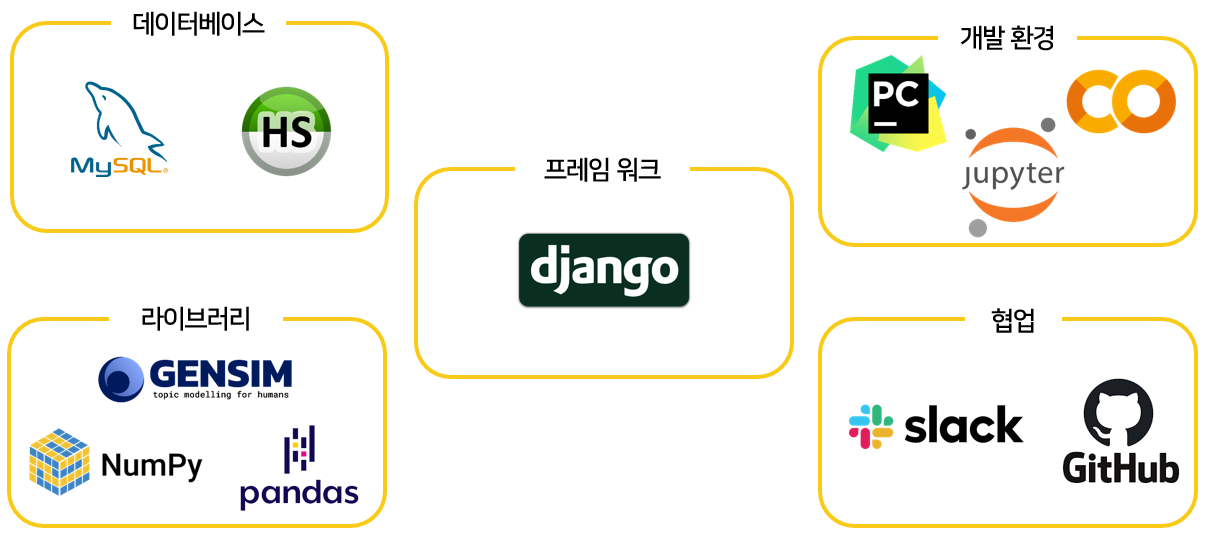 데이터베이스
MySQL®
HS
라이브러리
GENSIM
topic modelling for humans
NumPy
pandas
프레임 워크
django
개발 환경
PC
jupyter
협업
slack
GitHub